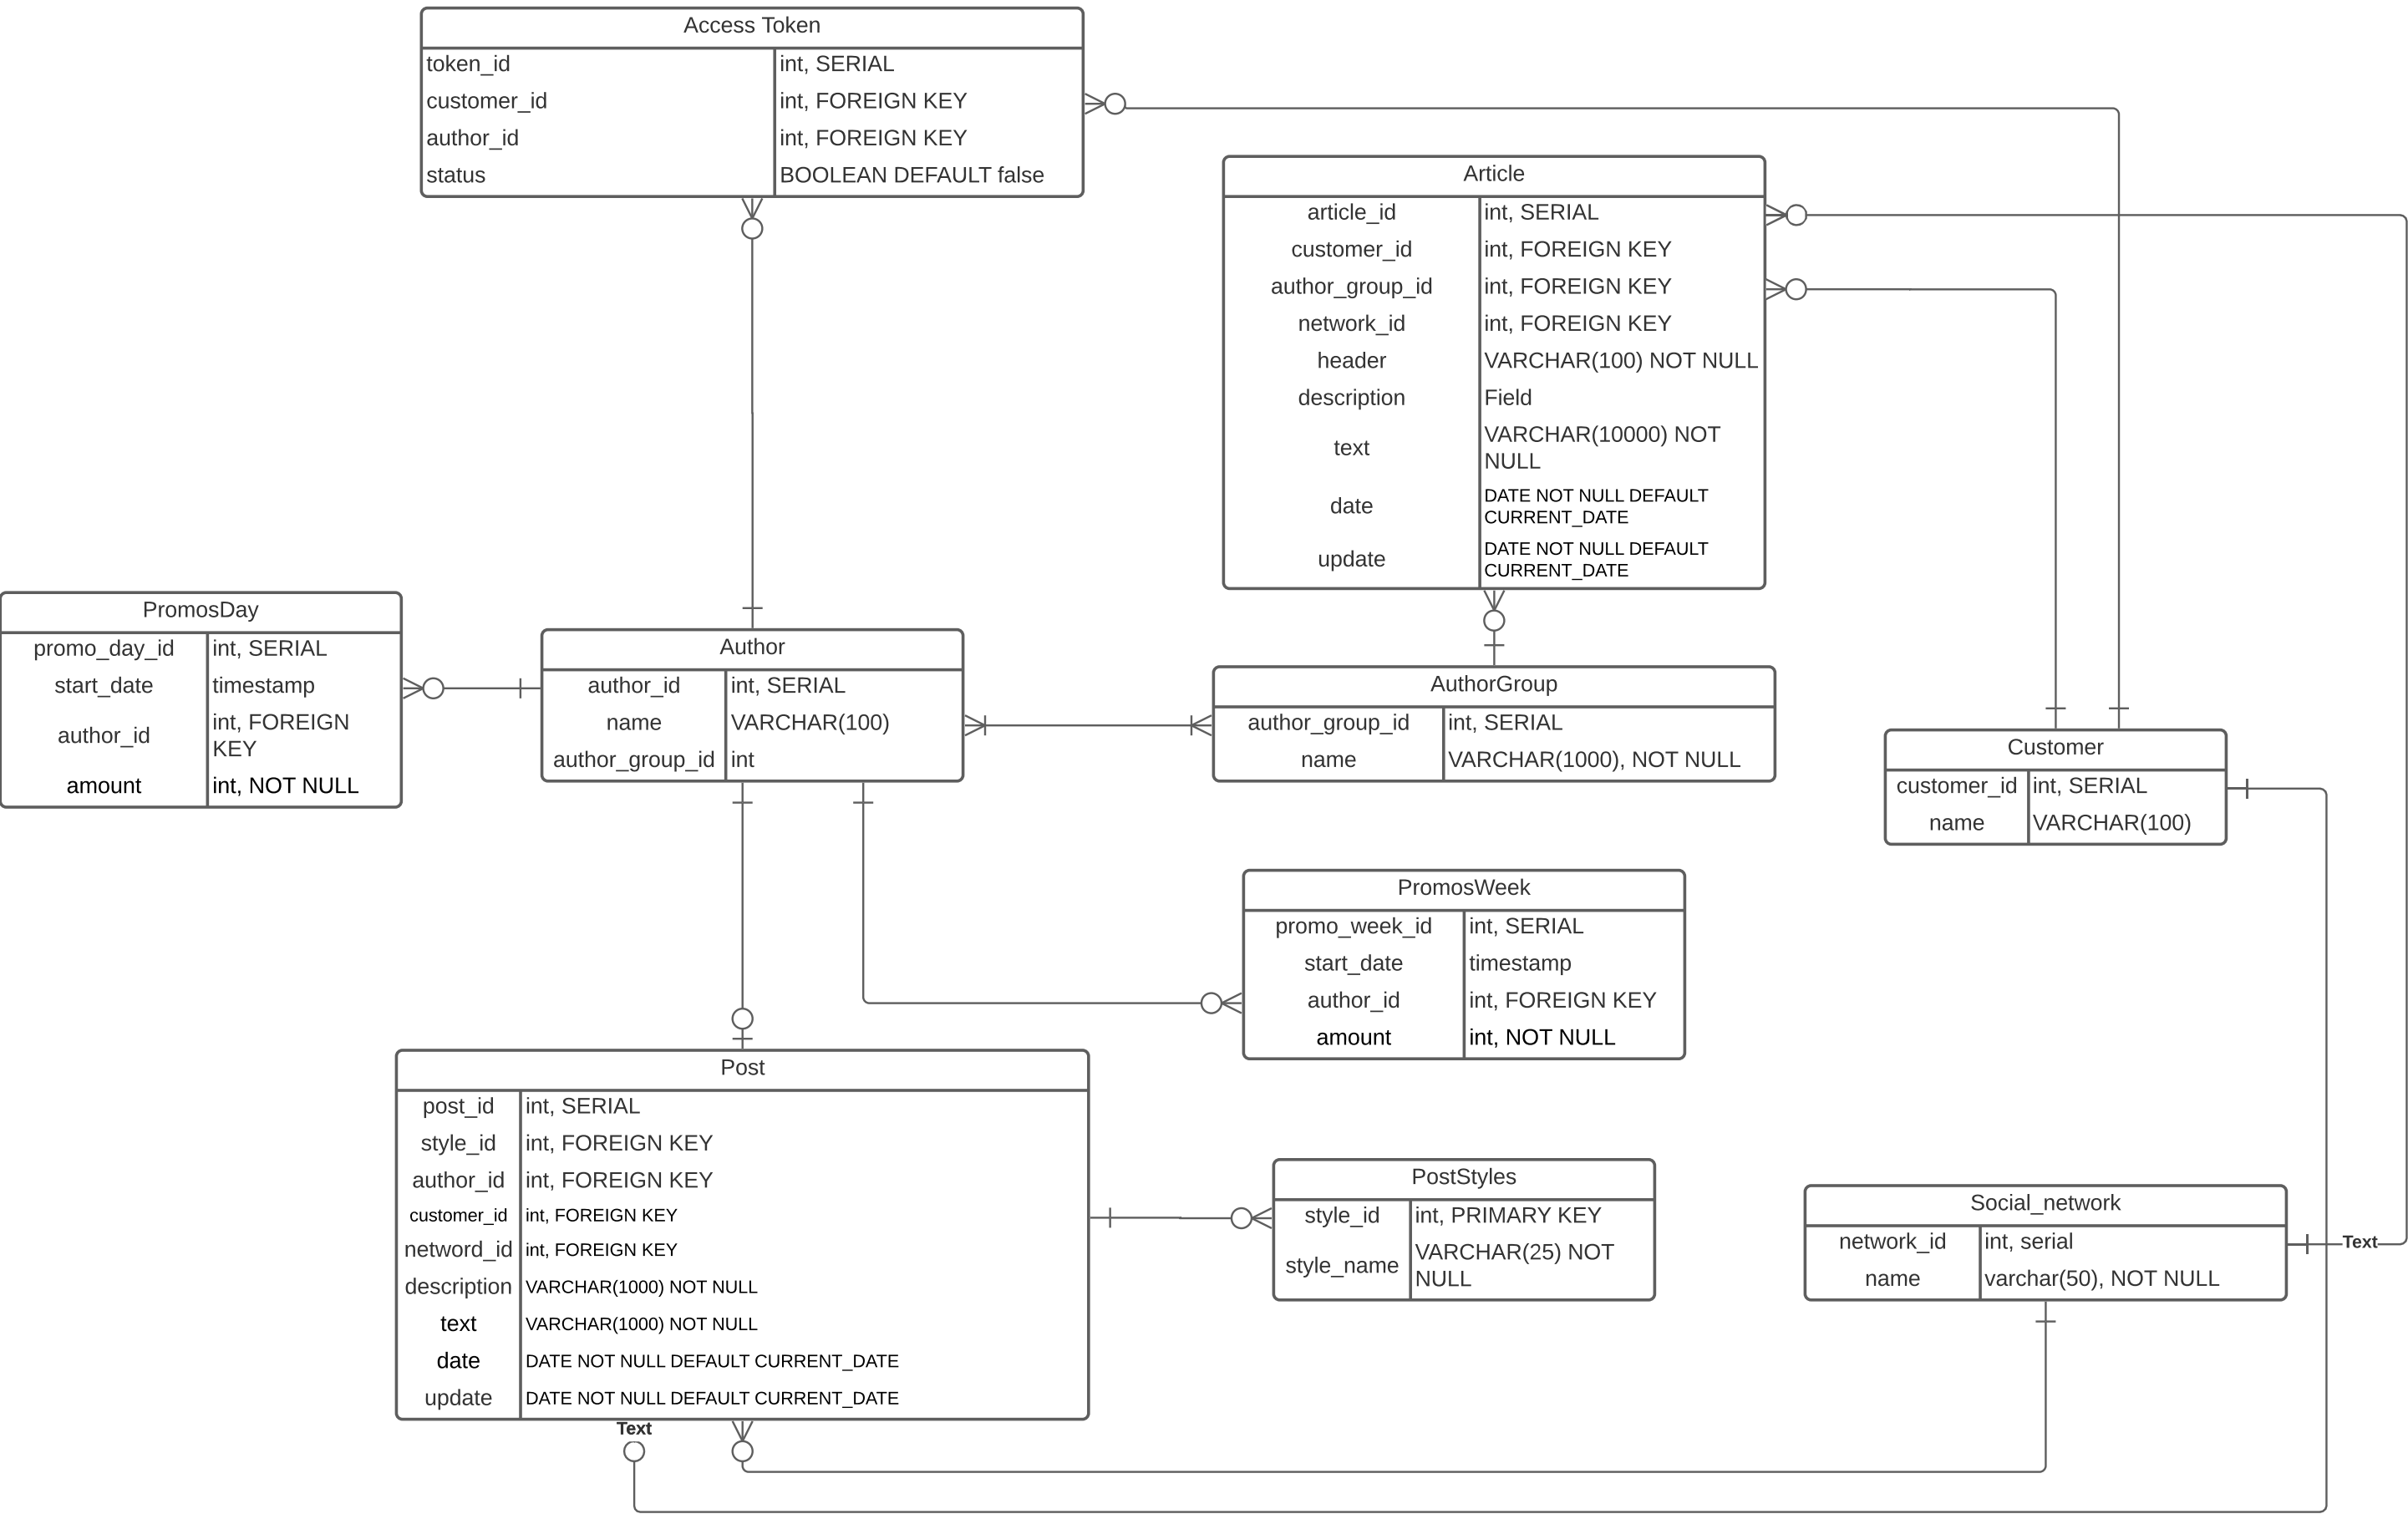 Access Token
token_id int, SERIAL
customer_id int, FOREIGN KEY
author_id int, FOREIGN KEY
status BOOLEAN DEFAULT false
Article
article_id int, SERIAL
customer_id int, FOREIGN KEY
author_group_id int, FOREIGN KEY
network_id int, FOREIGN KEY
header VARCHAR(100) NOT NULL
description Field
text VARCHAR(10000) NOT
NULL
date DATE NOT NULL DEFAULT
CURRENT_DATE
update DATE NOT NULL DEFAULT
CURRENT_DATE
PromosDay
promo_day_id int, SERIAL
start_date timestamp
author_id int, FOREIGN
KEY
amount int, NOT NULL
Author
author_id int, SERIAL
name VARCHAR(100)
author_group_id int
AuthorGroup
author_group_id int, SERIAL
name VARCHAR(1000), NOT NULL
Customer
customer_id int, SERIAL
name VARCHAR(100)
PromosWeek
promo_week_id int, SERIAL
start_date timestamp
author_id int, FOREIGN KEY
amount int, NOT NULL
Post
post_id int, SERIAL
style_id int, FOREIGN KEY
author_id int, FOREIGN KEY
customer_id int, FOREIGN KEY
netword_id int, FOREIGN KEY
description VARCHAR(1000) NOT NULL
text VARCHAR(1000) NOT NULL
date DATE NOT NULL DEFAULT CURRENT_DATE
update DATE NOT NULL DEFAULT CURRENT_DATE
Text
PostStyles
style_id int, PRIMARY KEY
style_name VARCHAR(25) NOT
NULL
Social_network
network_id int, serial
name varchar(50), NOT NULL
Text